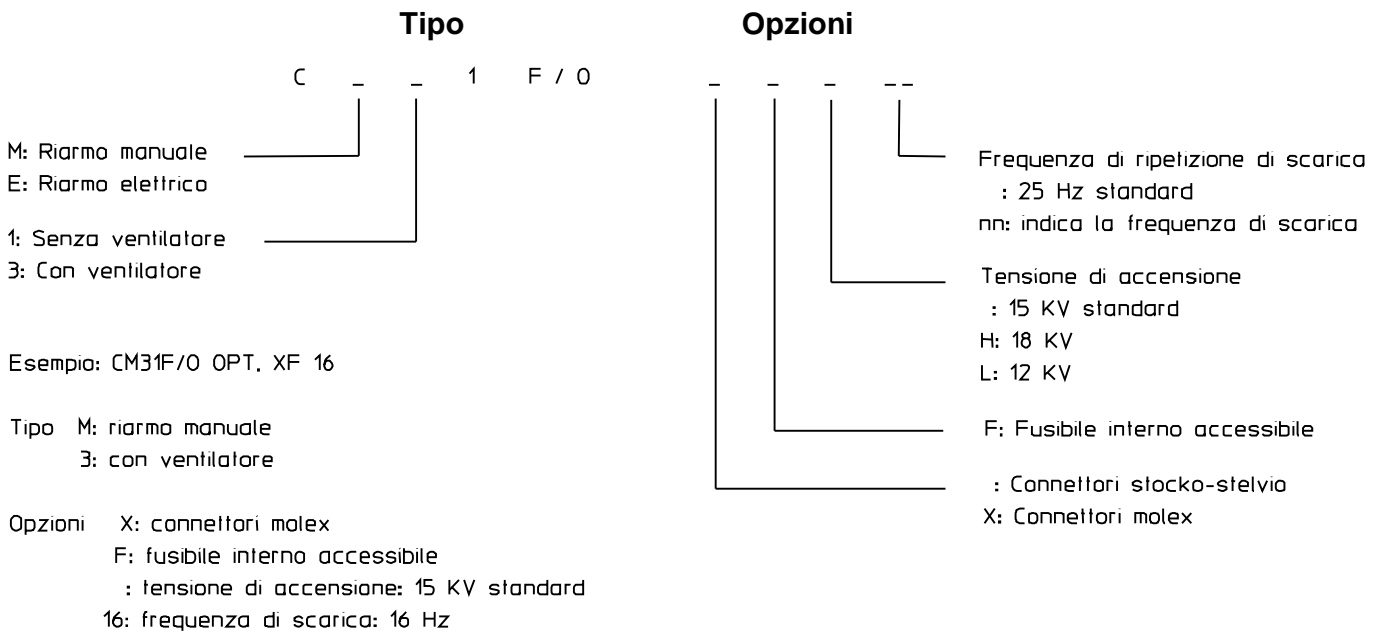 Tipo Opzioni
C _ _ 1 F / 0 _ _ _ _ _
M: Riarmo manuale
E: Riarmo elettrico
1: Senza ventilatore
3: Con ventilatore
Esempio: CM31F/0 OPT. XF 16
Tipo M: riarmo manuale
3: con ventilatore
Opzioni X: connettori molex
F: fusibile interno accessibile
: tensione di accensione: 15 KV standard
16: frequenza di scarica: 16 Hz
Frequenza di ripetizione di scarica
: 25 Hz standard
nn: indica la frequenza di scarica
Tensione di accensione
: 15 KV standard
H: 18 KV
L: 12 KV
F: Fusibile interno accessibile
: Connettori stocko-stelvio
X: Connettori molex